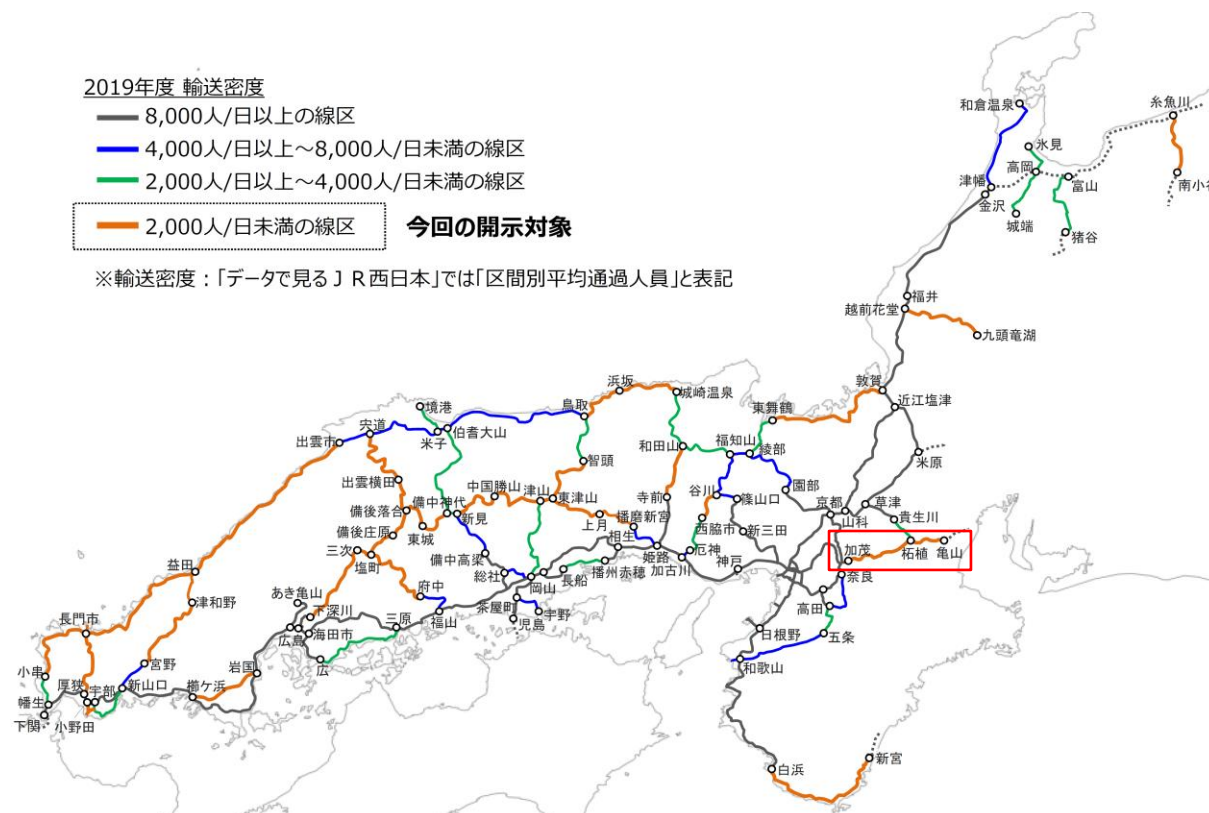 2019年度 輸送密度
8,000人/日以上の線区
4,000人/日以上～8,000人/日未満の線区
2,000人/日以上～4,000人/日未満の線区
2,000人/日未満の線区 今回の開示対象
※輸送密度：「データで見るＪＲ西日本」では「区間別平均通過人員」と表記
和倉温泉
糸魚川
氷見
高岡
津幡
富山
南小谷
金沢
城端
猪谷
福井
越前花堂
九頭竜湖
敦賀
浜坂
城崎温泉
近江塩津
境港
鳥取
東舞鶴
宍道
出雲市
米子
伯耆大山
和田山
福知山
綾部
米原
智頭
出雲横田
中国勝山
津山
東津山
谷川
篠山口
園部
備中神代
寺前
京都
草津
備後落合
新見
山科
貴生川
上月
播磨新宮
西脇市
新三田
備後庄原
東城
相生
三次
備中高梁
姫路
厄神
加茂
柘植
亀山
塩町
加古川
神戸
益田
総社
岡山
長船
播州赤穂
奈良
あき亀山
府中
高田
津和野
下深川
茶屋町
宇野
三原
福山
児島
長門市
広島
海田市
日根野
五条
宮野
岩国
広
和歌山
小串
新山口
厚狭
宇部
櫛ケ浜
幡生
下関
小野田
新宮
白浜